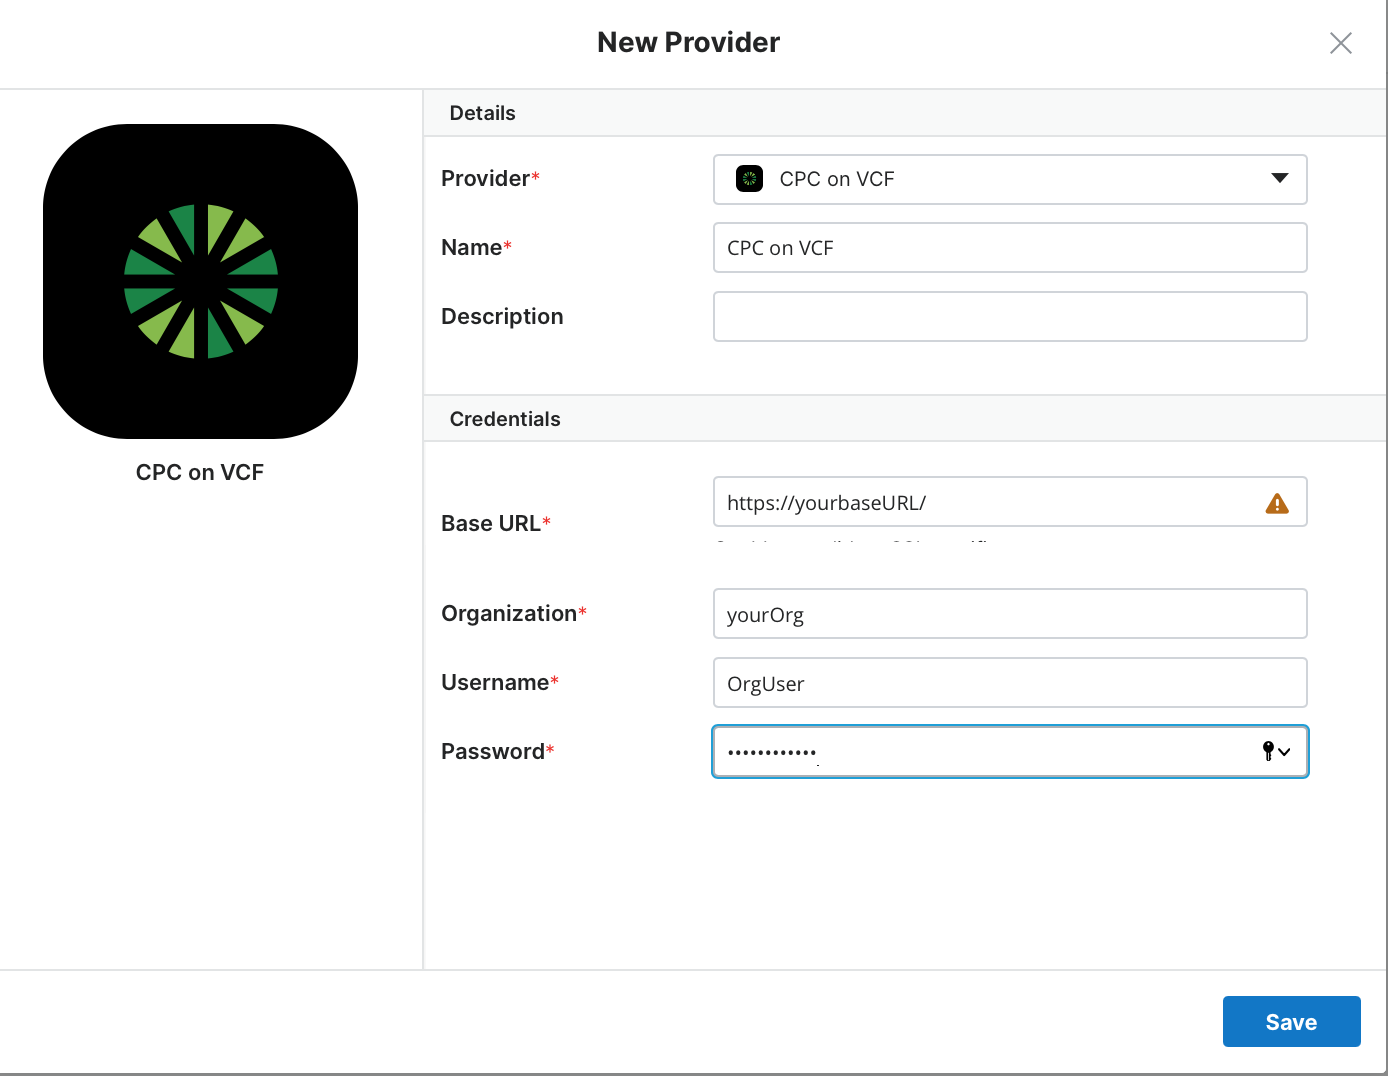 New Provider
Details
Provider*
CPC on VCF
Name*
CPC on VCF
Description
CPC on VCF
Credentials
Base URL*
https://yourbaseURL/
Organization*
yourOrg
Username*
OrgUser
Password*
••••••••••••
Save